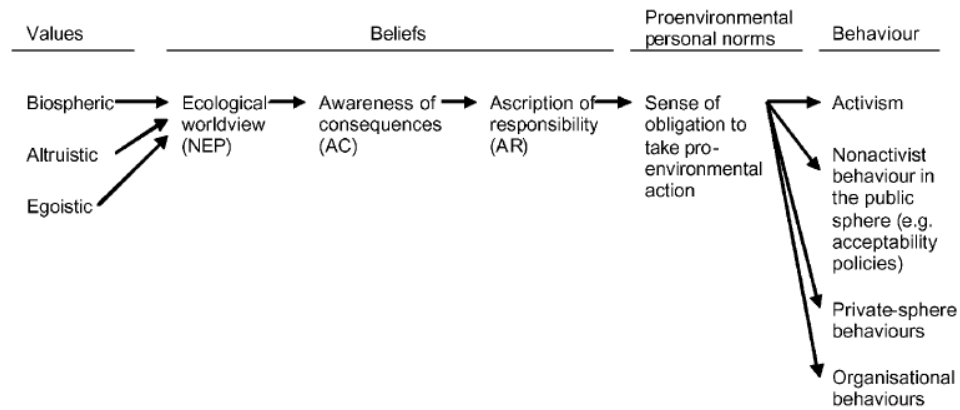 Values
Beliefs
Proenvironmental
personal norms
Behaviour
Biospheric
Altruistic
Egoistic
Ecological
worldview
(NEP)
Awareness of
consequences
(AC)
Ascription of
responsibility
(AR)
Sense of
obligation to
take pro-
environmental
action
Activism
Nonactivist
behaviour in
the public
sphere (e.g.
acceptability
policies)
Private-sphere
behaviours
Organisational
behaviours